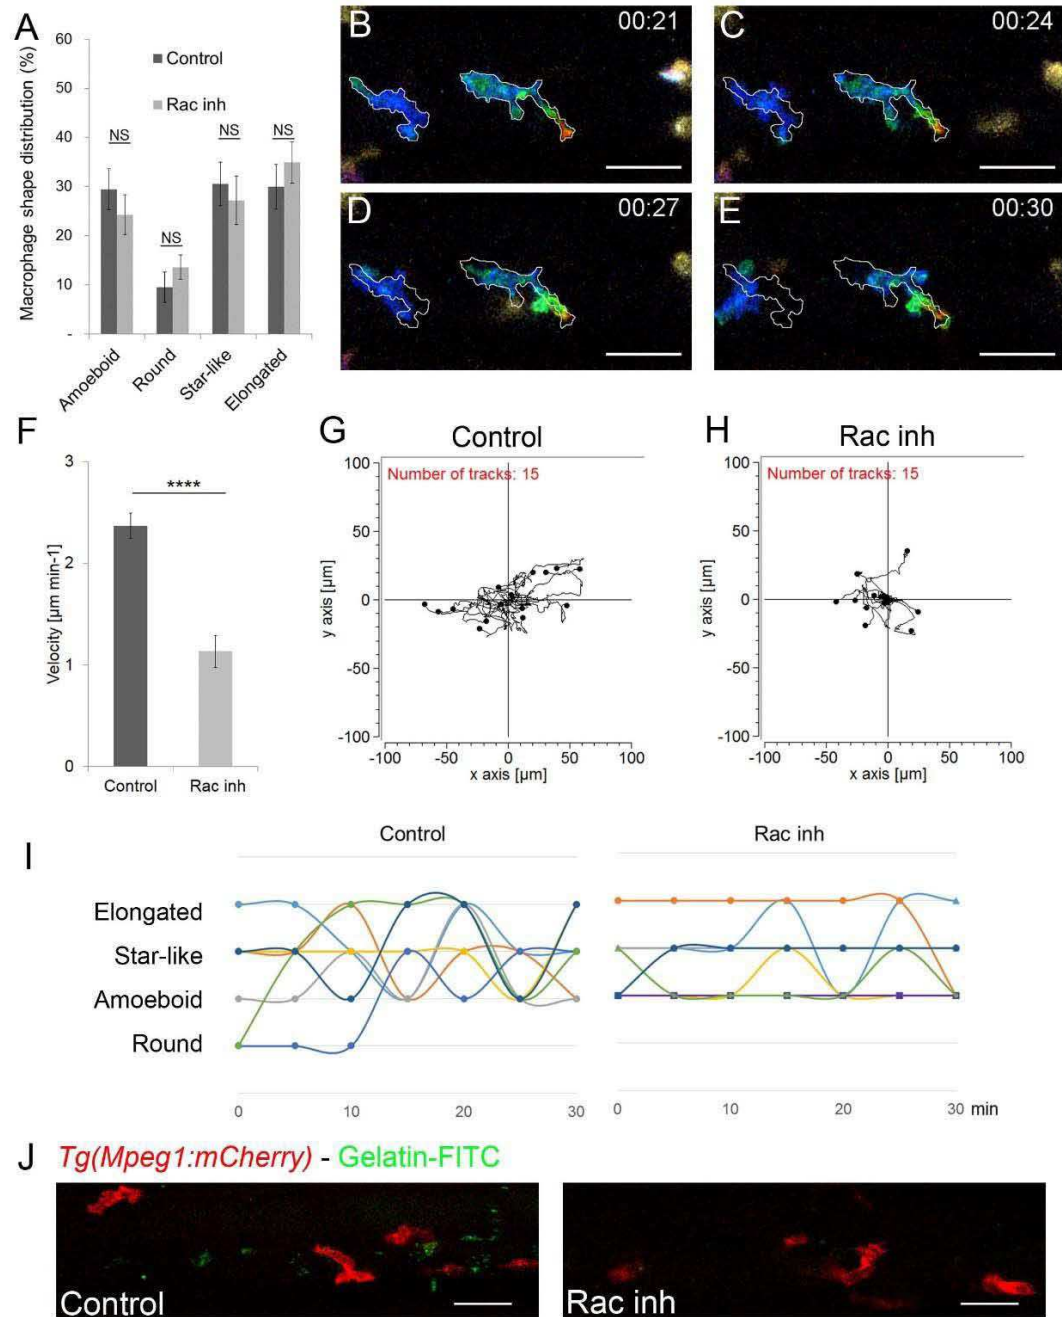 A
Macrophage shape distribution (%)
60
50
40
30
20
10
-
Control
Rac inh
NS
NS
NS
NS
Amoeboid
Round
Star-like
Elongated
B
00:21
C
00:24
D
00:27
E
00:30
F
Velocity [µm min-1]
3
2
1
0
****
Control
Rac inh
G
Control
Number of tracks: 15
y axis [µm]
100
50
0
-50
-100
-100
-50
0
50
100
x axis [µm]
H
Rac inh
Number of tracks: 15
y axis [µm]
100
50
0
-50
-100
-100
-50
0
50
100
x axis [µm]
I
Control
Rac inh
Elongated
Star-like
Amoeboid
Round
0
10
20
30
0
10
20
30
min
J
Tg(Mpeg1:mCherry) - Gelatin-FITC
Control
Rac inh